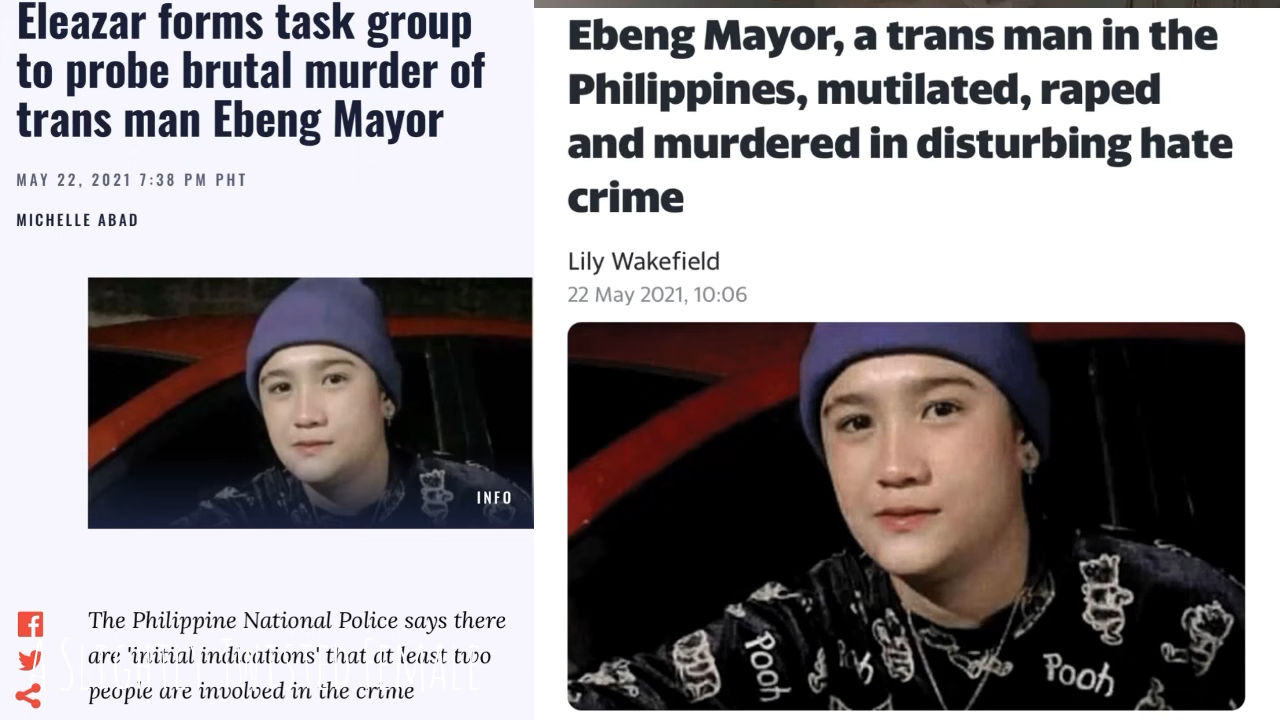 Eleazar forms task group
to probe brutal murder of
trans man Ebeng Mayor
MAY 22, 2021 7:38 PM PHT
MICHELLE ABAD
INFO
The Philippine National Police says there
are 'initial indications' that at least two
people are involved in the crime
A Slightly Twisted Female
Ebeng Mayor, a trans man in the
Philippines, mutilated, raped
and murdered in disturbing hate
crime
Lily Wakefield
22 May 2021, 10:06
Pooh
Pooh